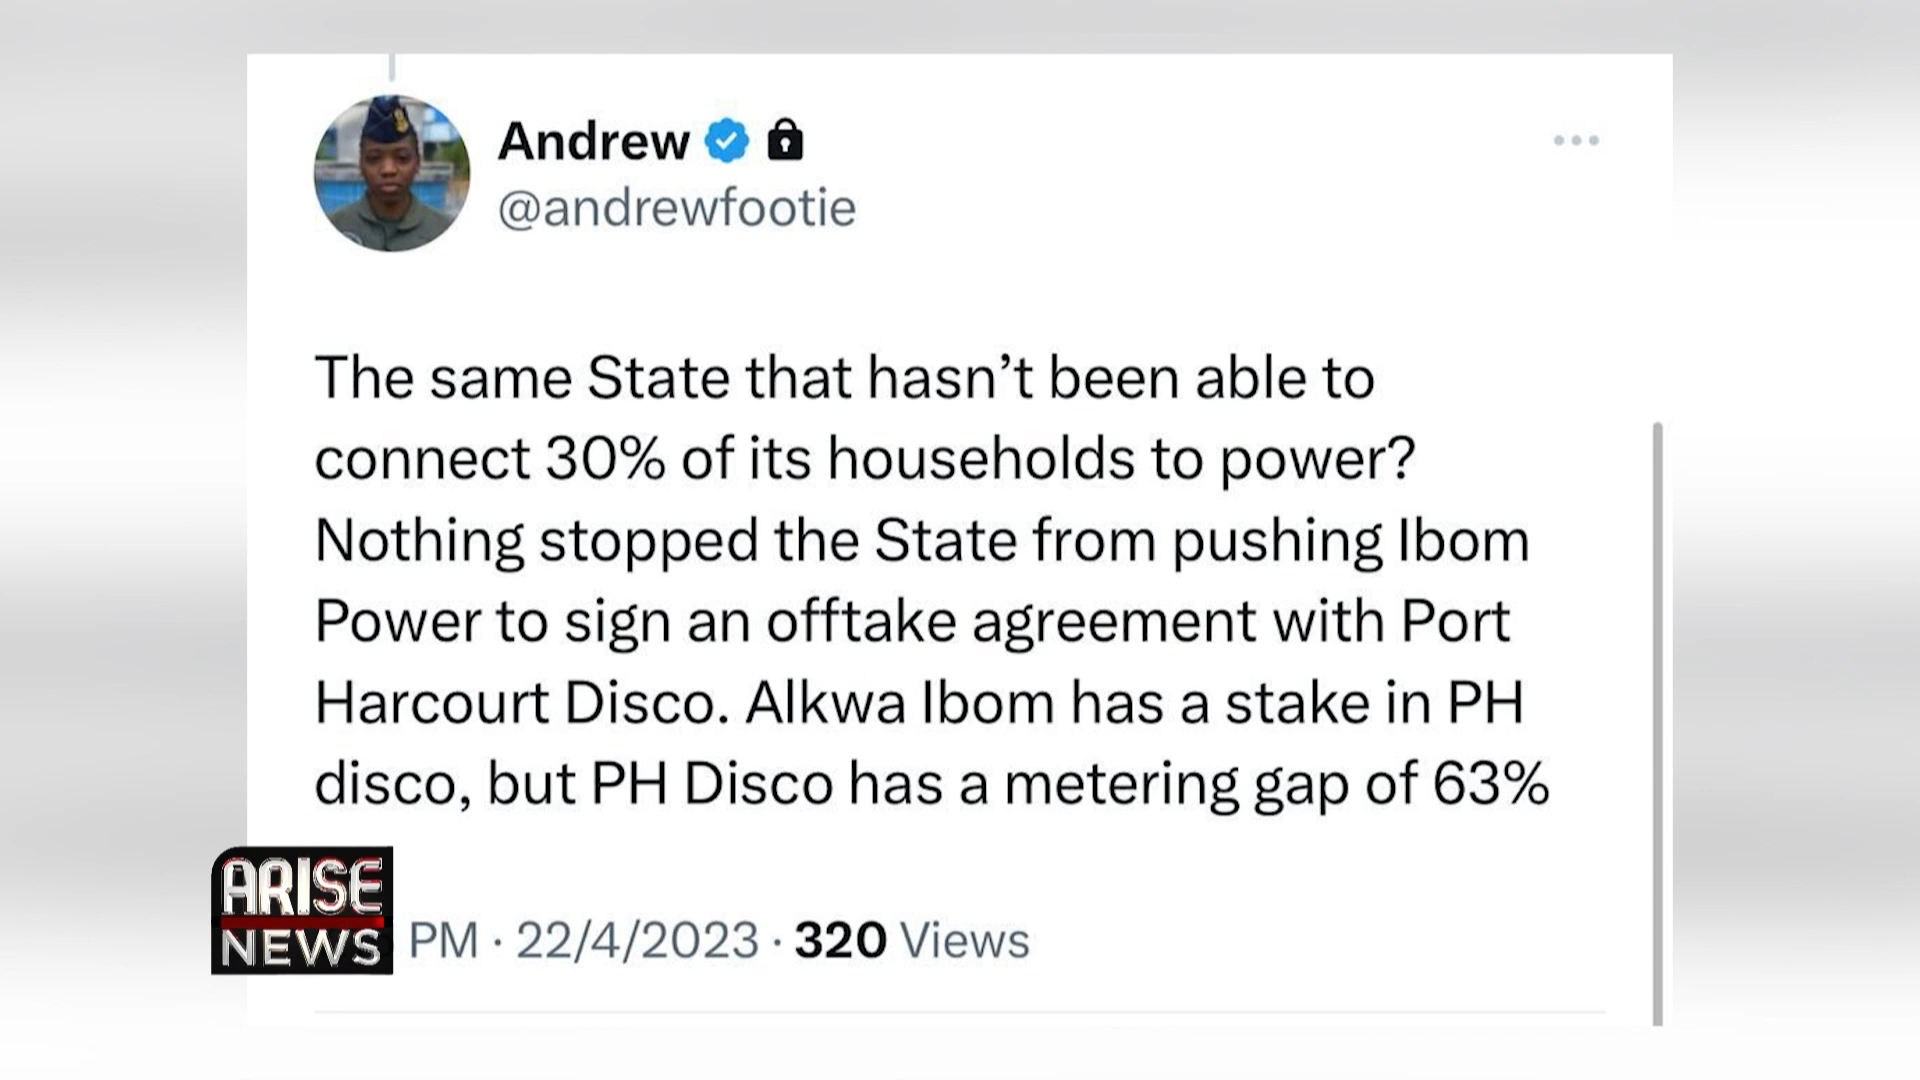 Andrew
@andrewfootie
The same State that hasn’t been able to
connect 30% of its households to power?
Nothing stopped the State from pushing Ibom
Power to sign an offtake agreement with Port
Harcourt Disco. Alkwa Ibom has a stake in PH
disco, but PH Disco has a metering gap of 63%
ARISE
NEWS
PM · 22/4/2023 · 320 Views